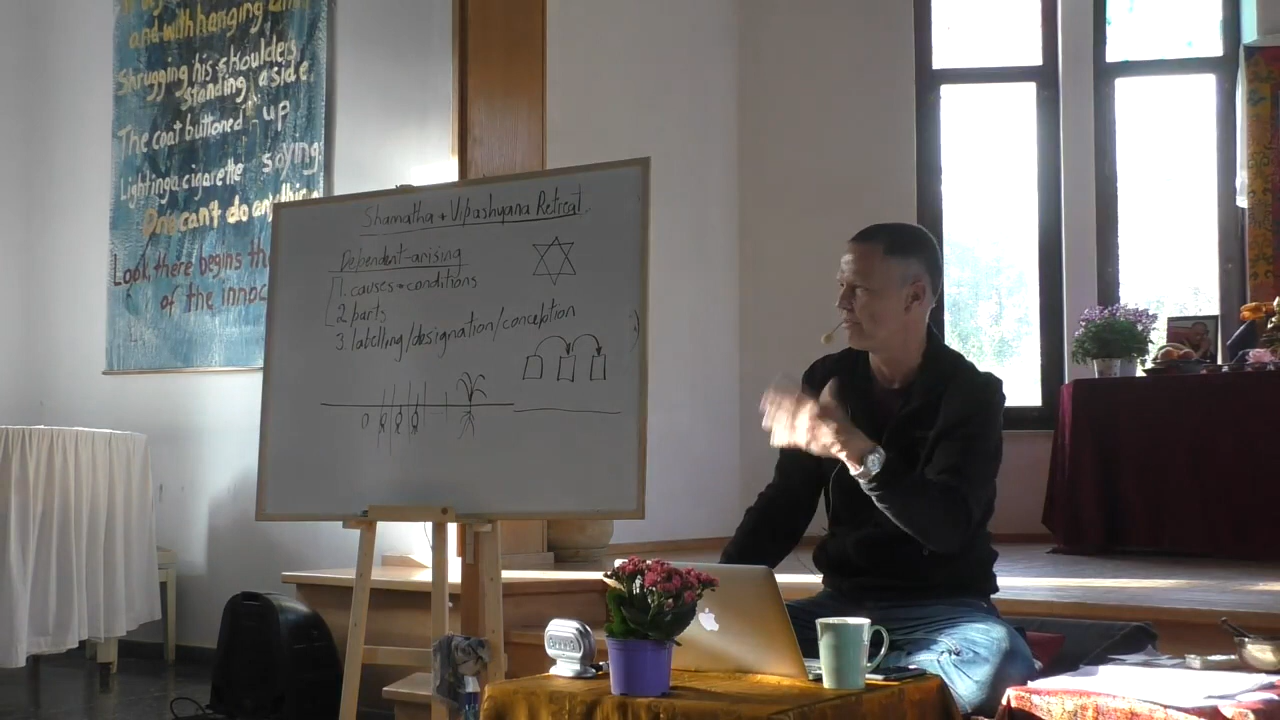 and with hanging
Shrugging his shoulders,
standing aside.
The coat buttoned up
Lighting a cigarette saying:
One can't do anything
Look, there begins the
of the innoc
Shamatha + Vipashyana Retreat.
Dependent-arising
1. causes + conditions
2 parts
3. labelling/designation/conception